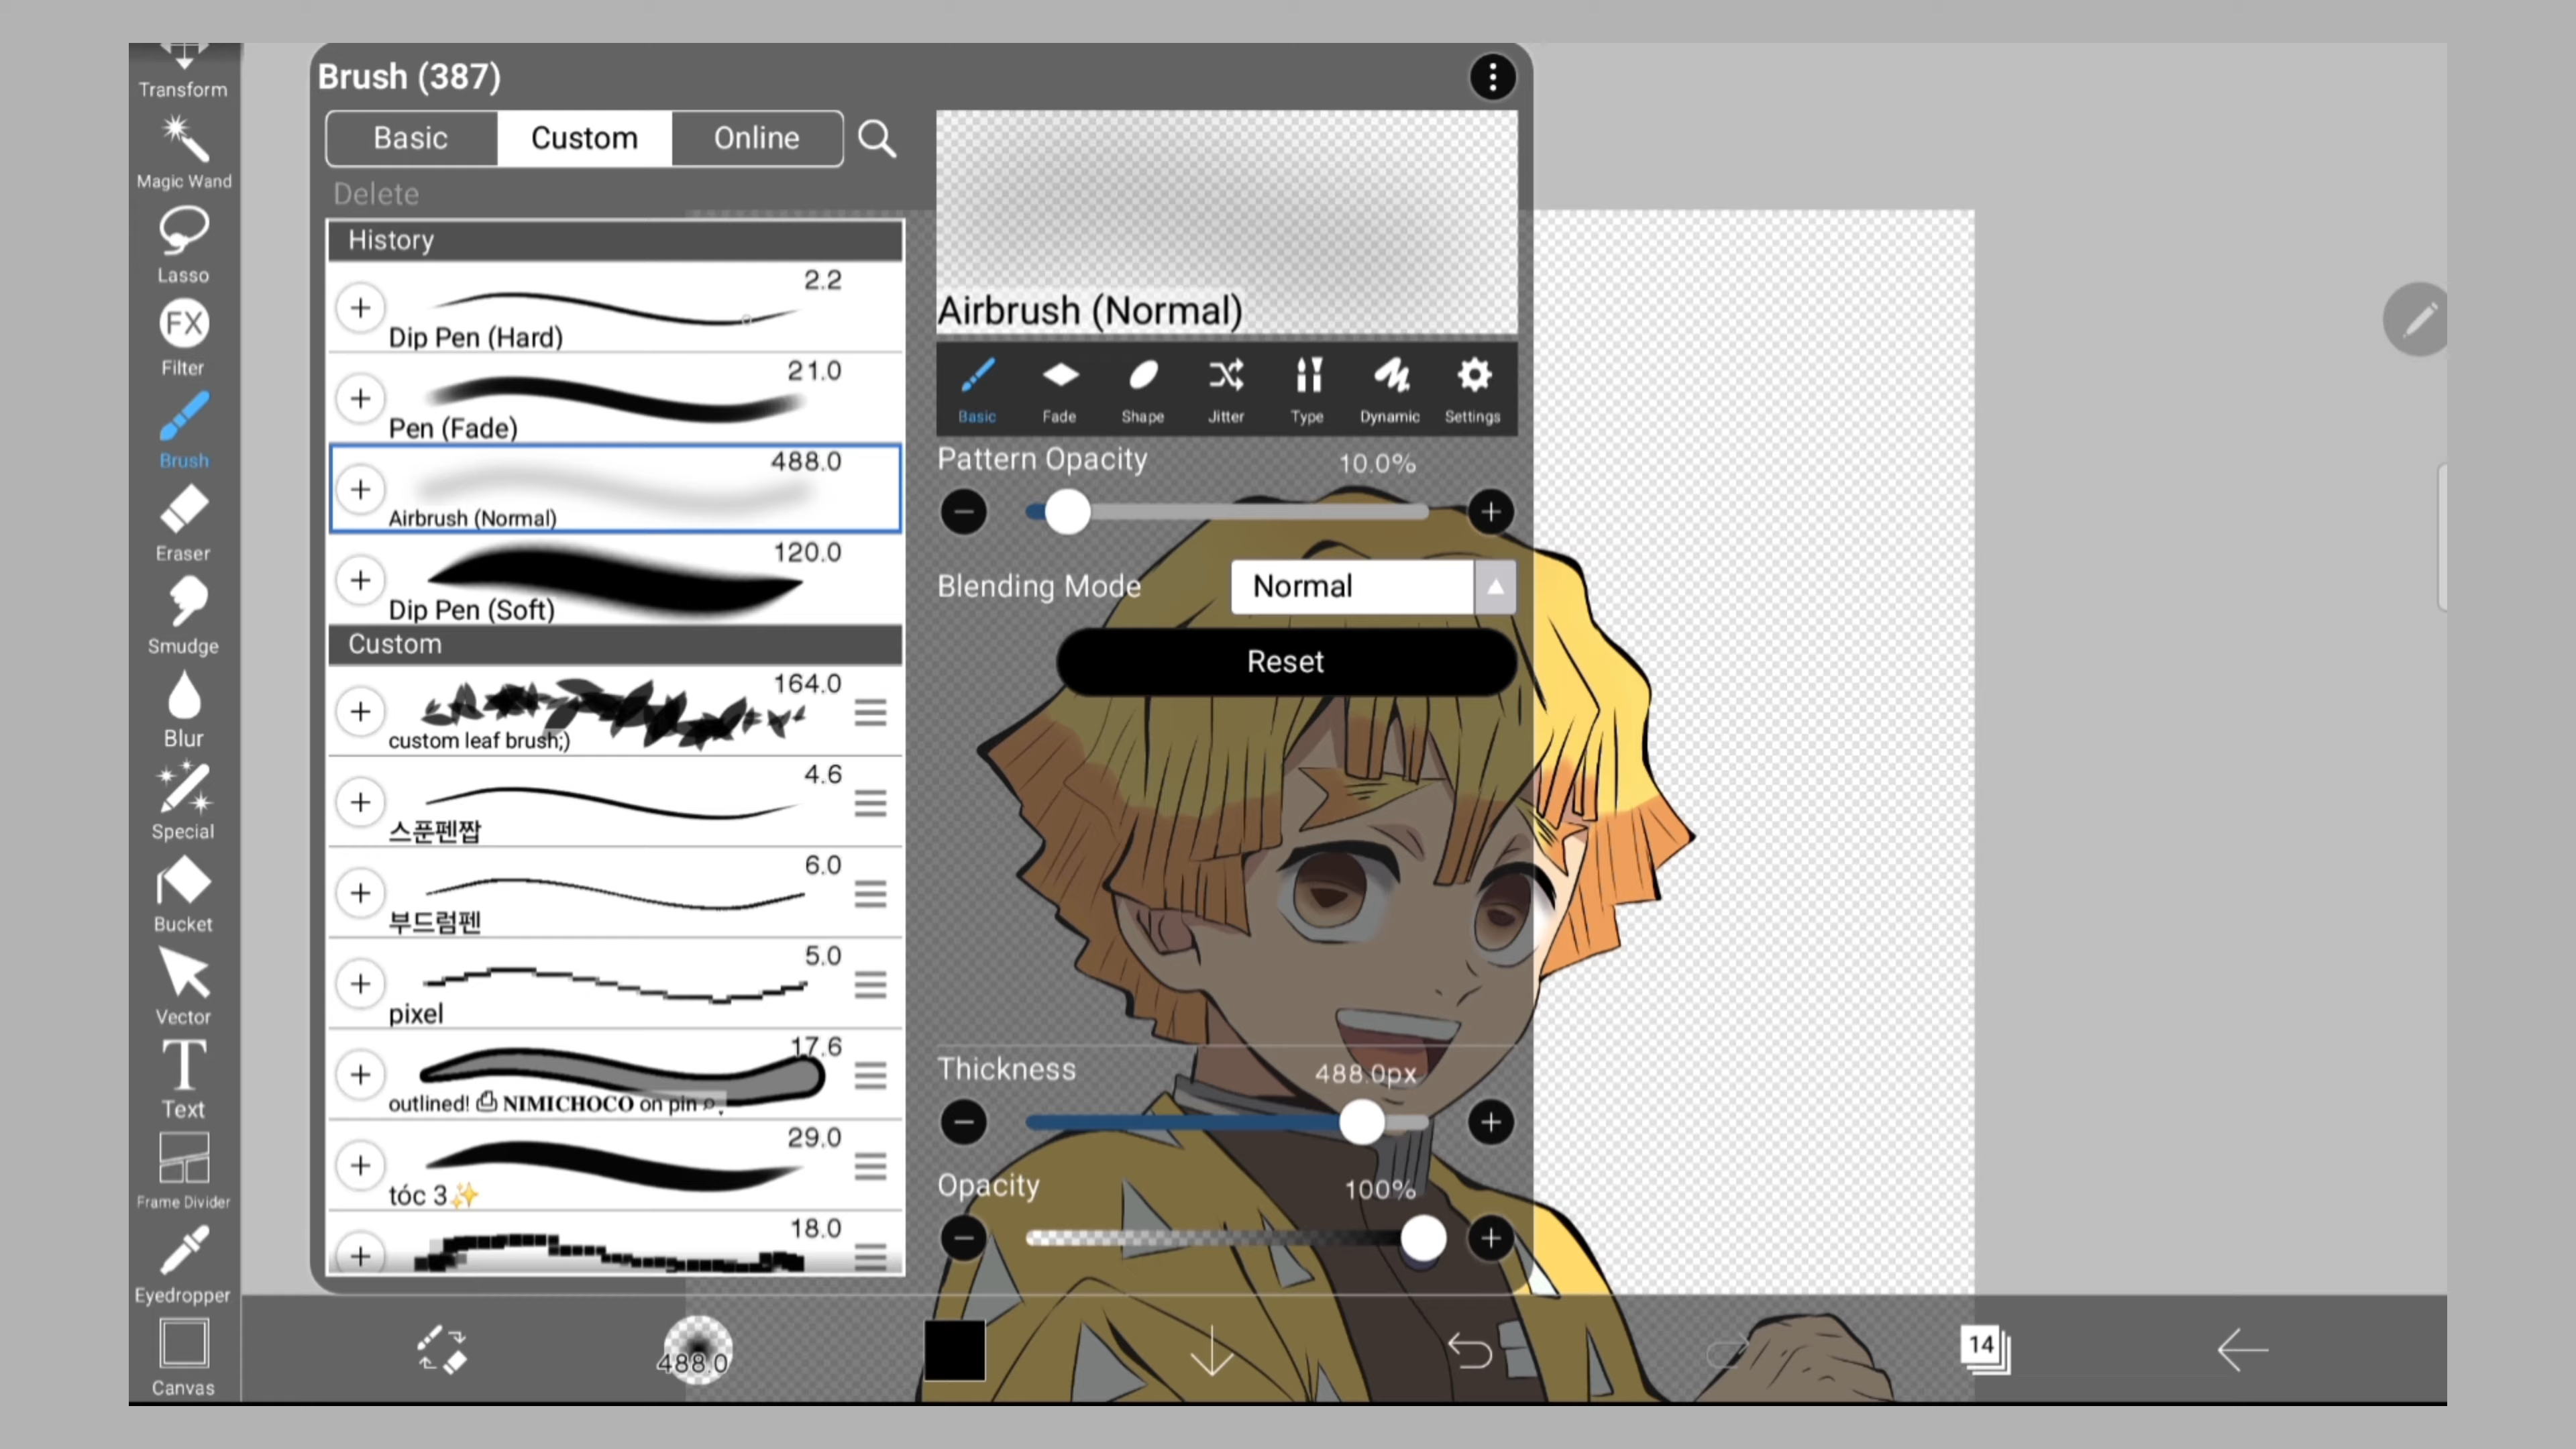 Transform
Magic Wand
Lasso
FX
Filter
Brush
Eraser
Smudge
Blur
Special
Bucket
Vector
T
Text
Frame Divider
Eyedropper
Canvas
Brush (387)
Basic
Custom
Online
Delete
History
2.2
Dip Pen (Hard)
21.0
Pen (Fade)
488.0
Airbrush (Normal)
120.0
Dip Pen (Soft)
Custom
164.0
custom leaf brush;)
4.6
스푼펜짭
6.0
부드럼펜
5.0
pixel
17.6
outlined! 凸 NIMICHOCO on pin
29.0
tóc 3✨
18.0
Airbrush (Normal)
Basic
Fade
Shape
Jitter
Type
Dynamic
Settings
Pattern Opacity
10.0%
Blending Mode
Normal
Reset
Thickness
488.0px
Opacity
100%
488.0
14